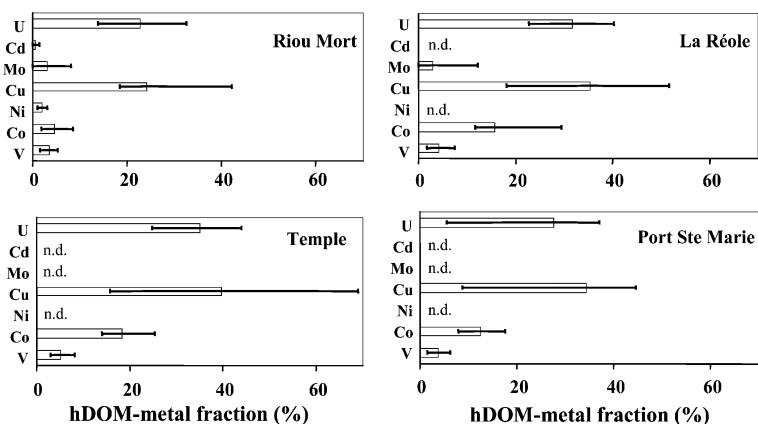 Riou Mort
U
Cd
Mo
Cu
Ni
Co
V
0 20 40 60
La Réole
U
Cd n.d.
Mo
Cu
Ni n.d.
Co
V
0 20 40 60
Temple
U
Cd n.d.
Mo n.d.
Cu
Ni n.d.
Co
V
0 20 40 60
hDOM-metal fraction (%)
Port Ste Marie
U
Cd n.d.
Mo n.d.
Cu
Ni n.d.
Co
V
0 20 40 60
hDOM-metal fraction (%)